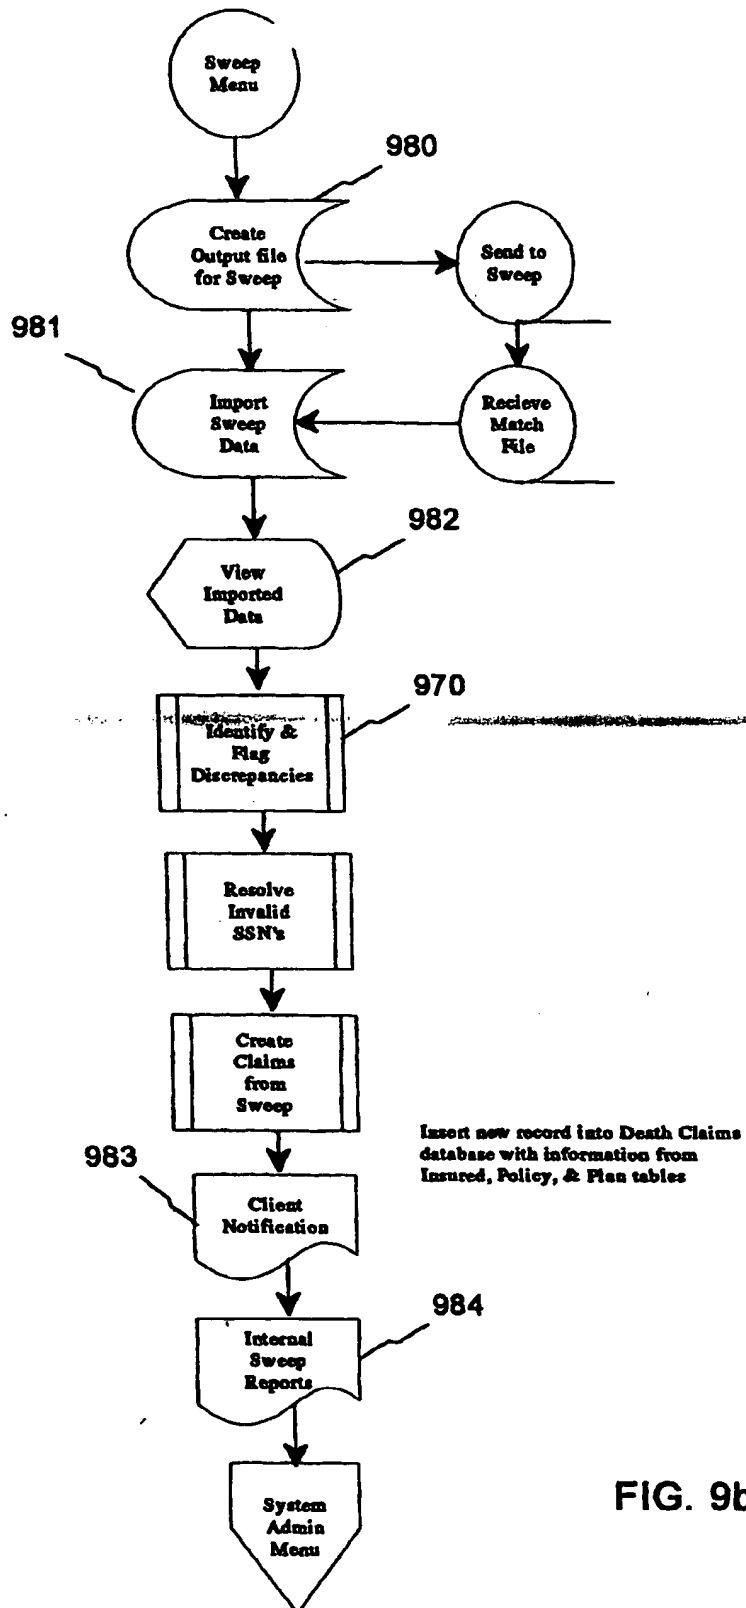 Sweep
Menu
980
Create
Output file
for Sweep
Send to
Sweep
981
Import
Sweep
Data
Recieve
Match
File
982
View
Imported
Data
970
Identify &
Flag
Discrepancies
Resolve
Invalid
SSN's
Create
Claims
from
Sweep
Insert new record into Death Claims
database with information from
Insured, Policy, & Plan tables
983
Client
Notification
984
Internal
Sweep
Reports
System
Admin
Menu
FIG. 9b